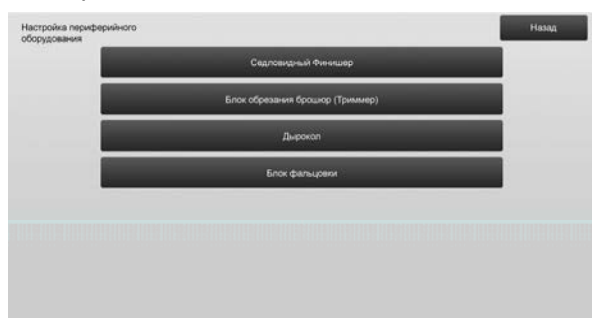 Настройка периферийного
оборудования
Назад
Седловидный Финишер
Блок обрезания брошюр (Триммер)
Дырокол
Блок фальцовки